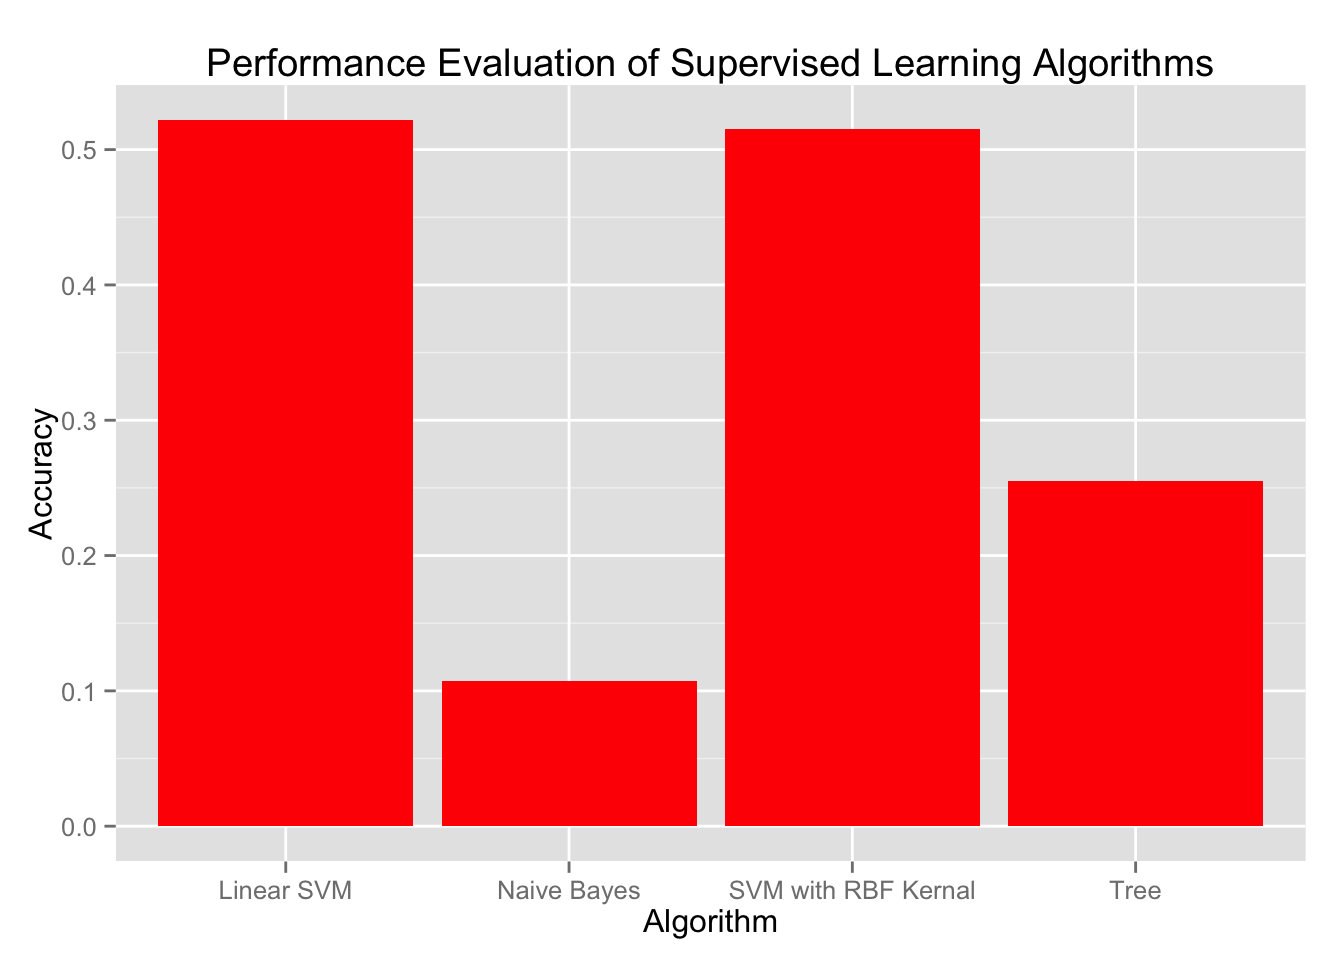 Performance Evaluation of Supervised Learning Algorithms
Accuracy
0.5
0.4
0.3
0.2
0.1
0.0
Linear SVM
Naive Bayes
SVM with RBF Kernal
Tree
Algorithm